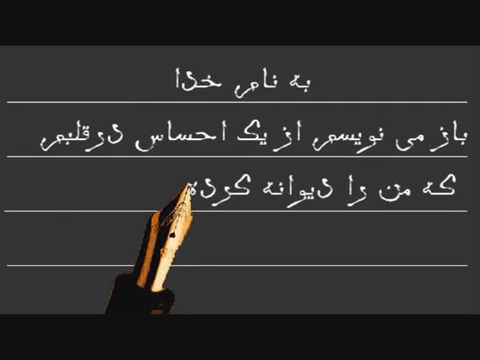 به نام خدا
باز می نویسم از یک احساس درقلبم
که من را دیوانه کرده